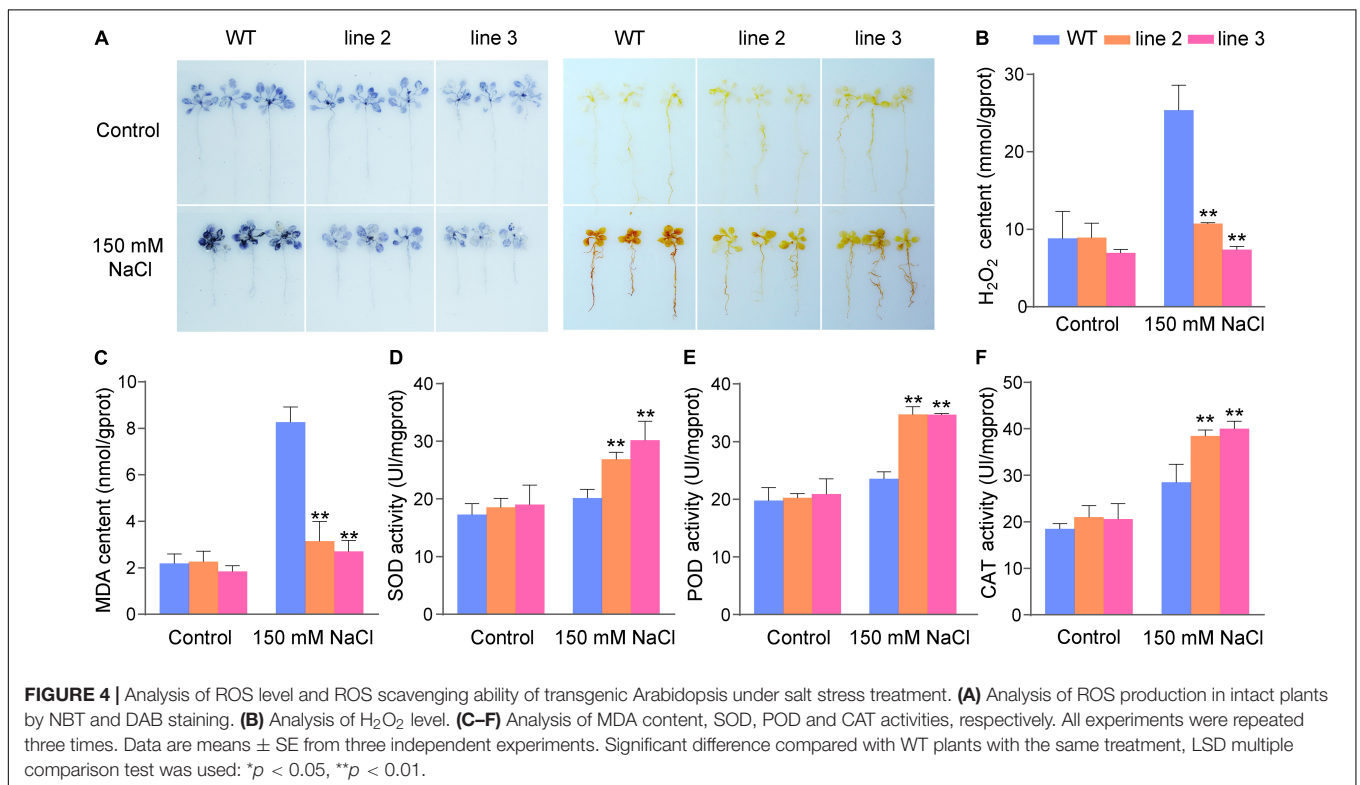 A
WT line 2 line 3 WT line 2 line 3
Control
150 mM
NaCl
B
WT line 2 line 3
H₂O₂ content (mmol/gprot)
30
20
10
0
**
**
Control 150 mM NaCl
C
MDA content (nmol/gprot)
10
8
6
4
2
0
**
**
Control 150 mM NaCl
D
SOD activity (UI/mgprot)
40
30
20
10
0
**
**
Control 150 mM NaCl
E
POD activity (UI/mgprot)
40
30
20
10
0
**
**
Control 150 mM NaCl
F
CAT activity (UI/mgprot)
50
40
30
20
10
0
**
**
Control 150 mM NaCl
FIGURE 4 | Analysis of ROS level and ROS scavenging ability of transgenic Arabidopsis under salt stress treatment. (A) Analysis of ROS production in intact plants
by NBT and DAB staining. (B) Analysis of H₂O₂ level. (C–F) Analysis of MDA content, SOD, POD and CAT activities, respectively. All experiments were repeated
three times. Data are means ± SE from three independent experiments. Significant difference compared with WT plants with the same treatment, LSD multiple
comparison test was used: *p < 0.05, **p < 0.01.